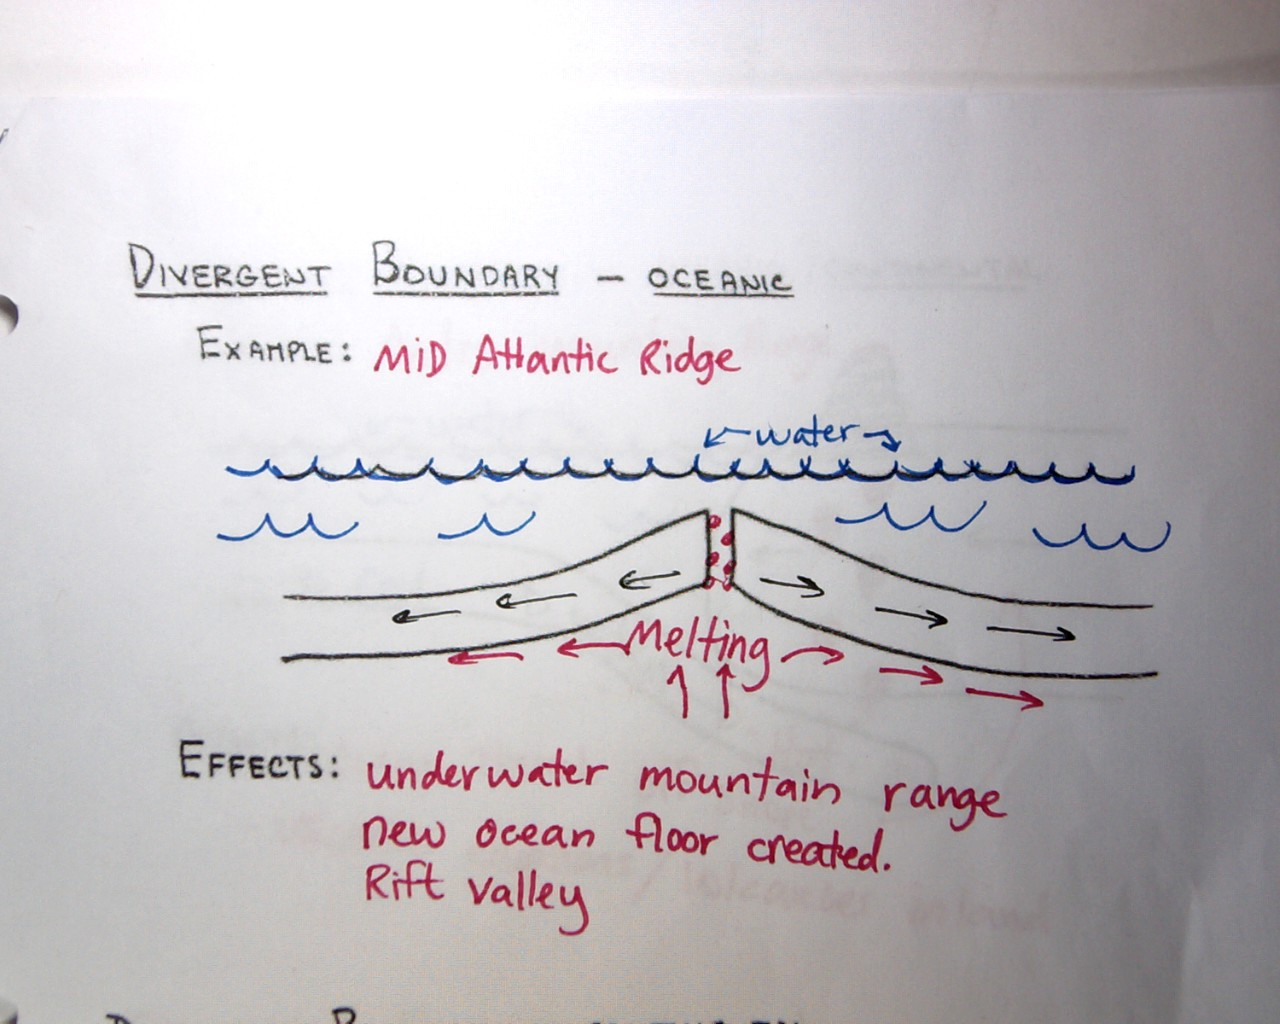 DIVERGENT BOUNDARY - OCEANIC
EXAMPLE: MiD Atlantic Ridge
water
Melting
EFFECTS: underwater mountain range
new ocean floor created.
Rift valley